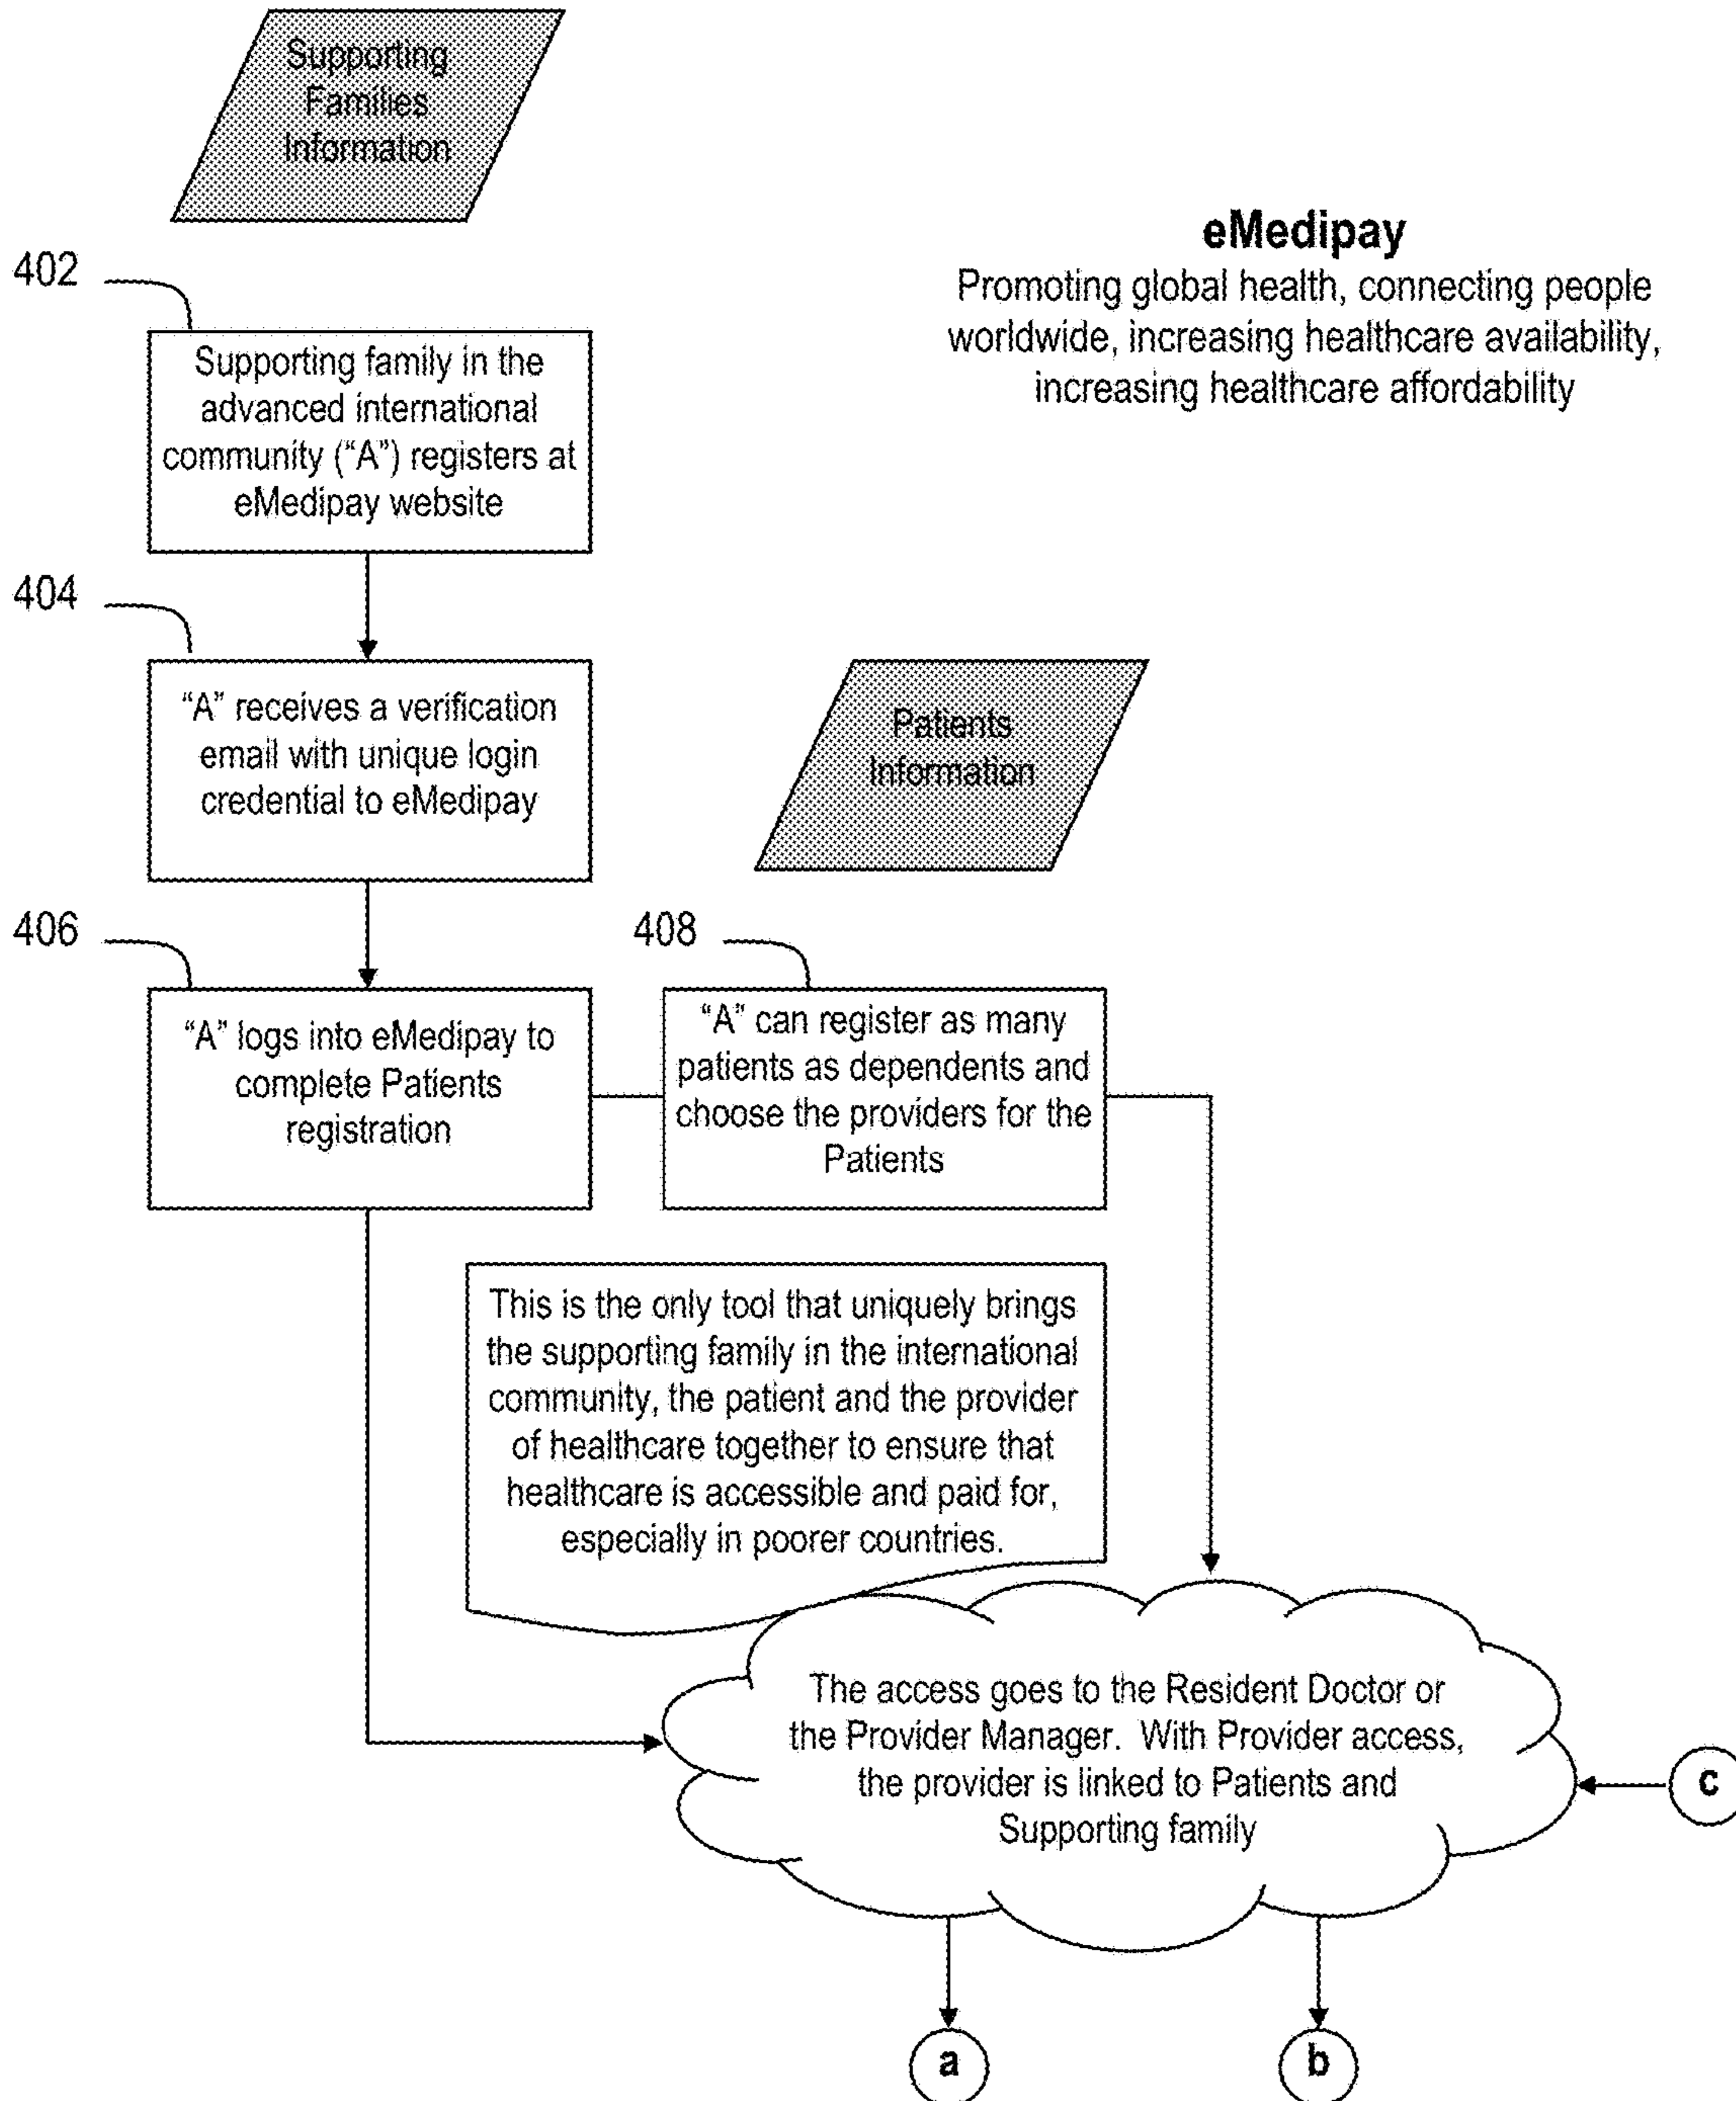 Supporting
Families
Information
eMedipay
Promoting global health, connecting people
worldwide, increasing healthcare availability,
increasing healthcare affordability
402
Supporting family in the
advanced international
community (“A”) registers at
eMedipay website
404
“A” receives a verification
email with unique login
credential to eMedipay
Patients
Information
406
“A” logs into eMedipay to
complete Patients
registration
408
“A” can register as many
patients as dependents and
choose the providers for the
Patients
This is the only tool that uniquely brings
the supporting family in the international
community, the patient and the provider
of healthcare together to ensure that
healthcare is accessible and paid for,
especially in poorer countries.
The access goes to the Resident Doctor or
the Provider Manager. With Provider access,
the provider is linked to Patients and
Supporting family
c
a
b